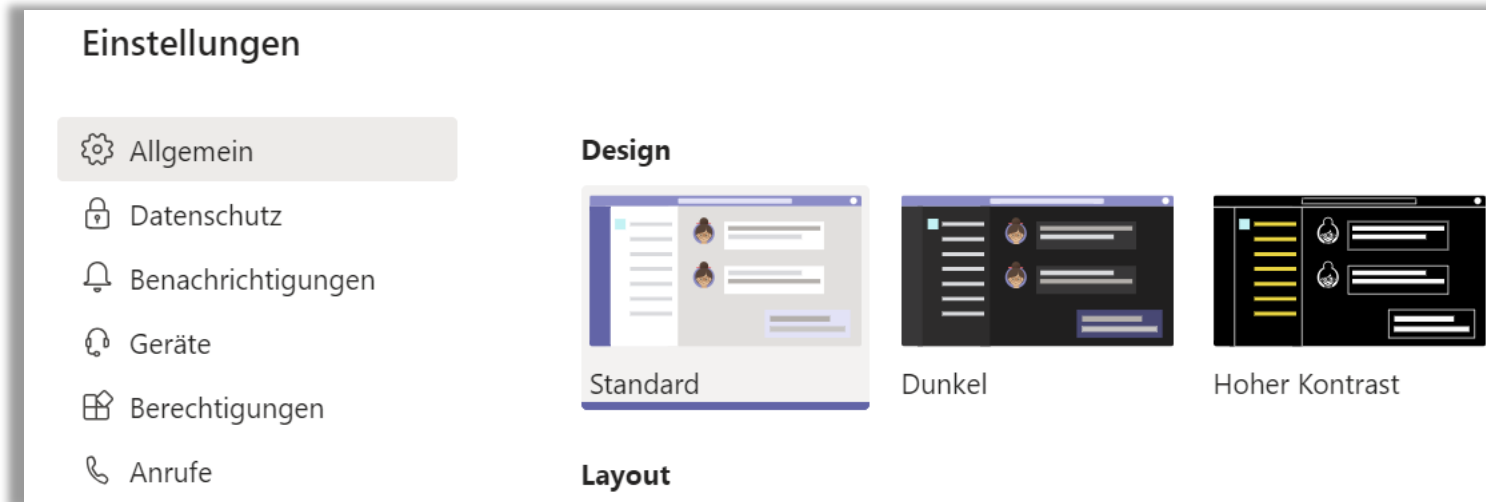 Einstellungen
Allgemein
Datenschutz
Benachrichtigungen
Geräte
Berechtigungen
Anrufe
Design
Standard
Dunkel
Hoher Kontrast
Layout